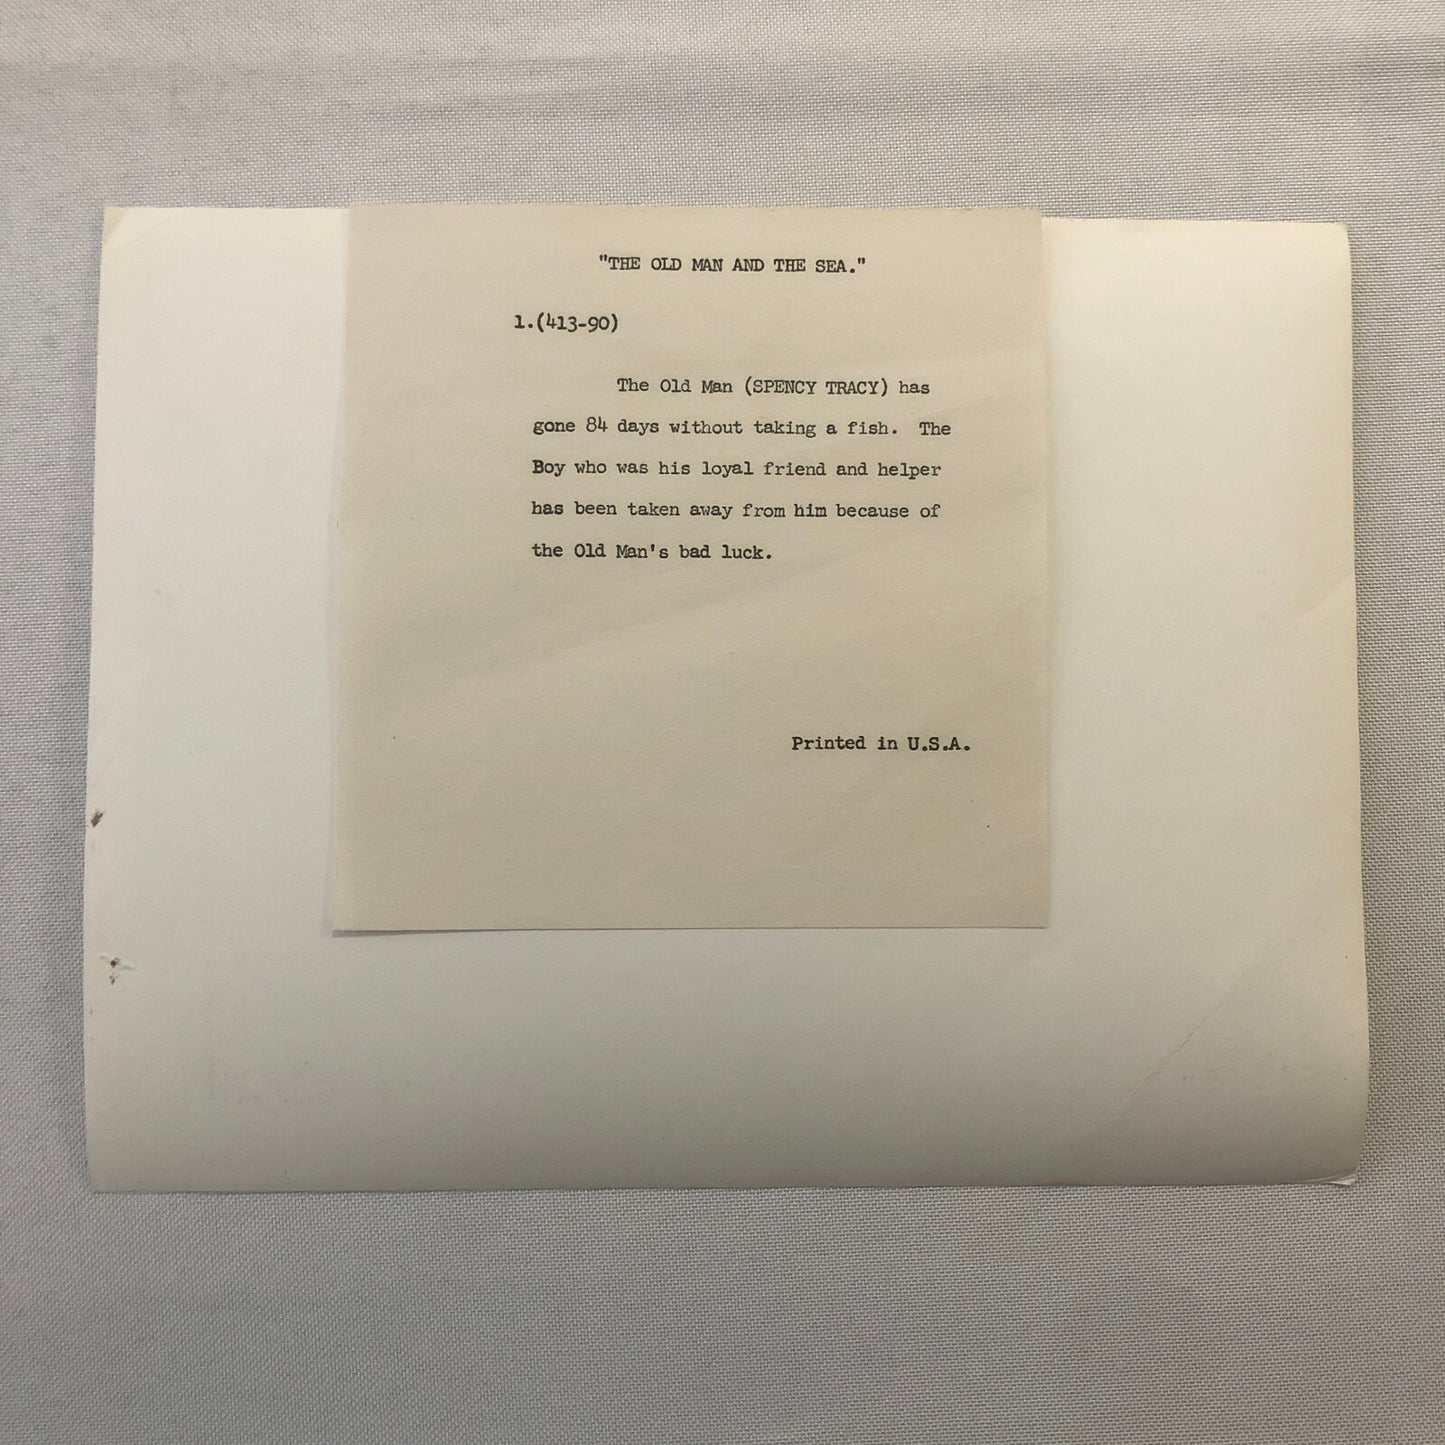 "THE OLD MAN AND THE SEA."
1.(413-90)
The Old Man (SPENCY TRACY) has
gone 84 days without taking a fish. The
Boy who was his loyal friend and helper
has been taken away from him because of
the Old Man's bad luck.
Printed in U.S.A.